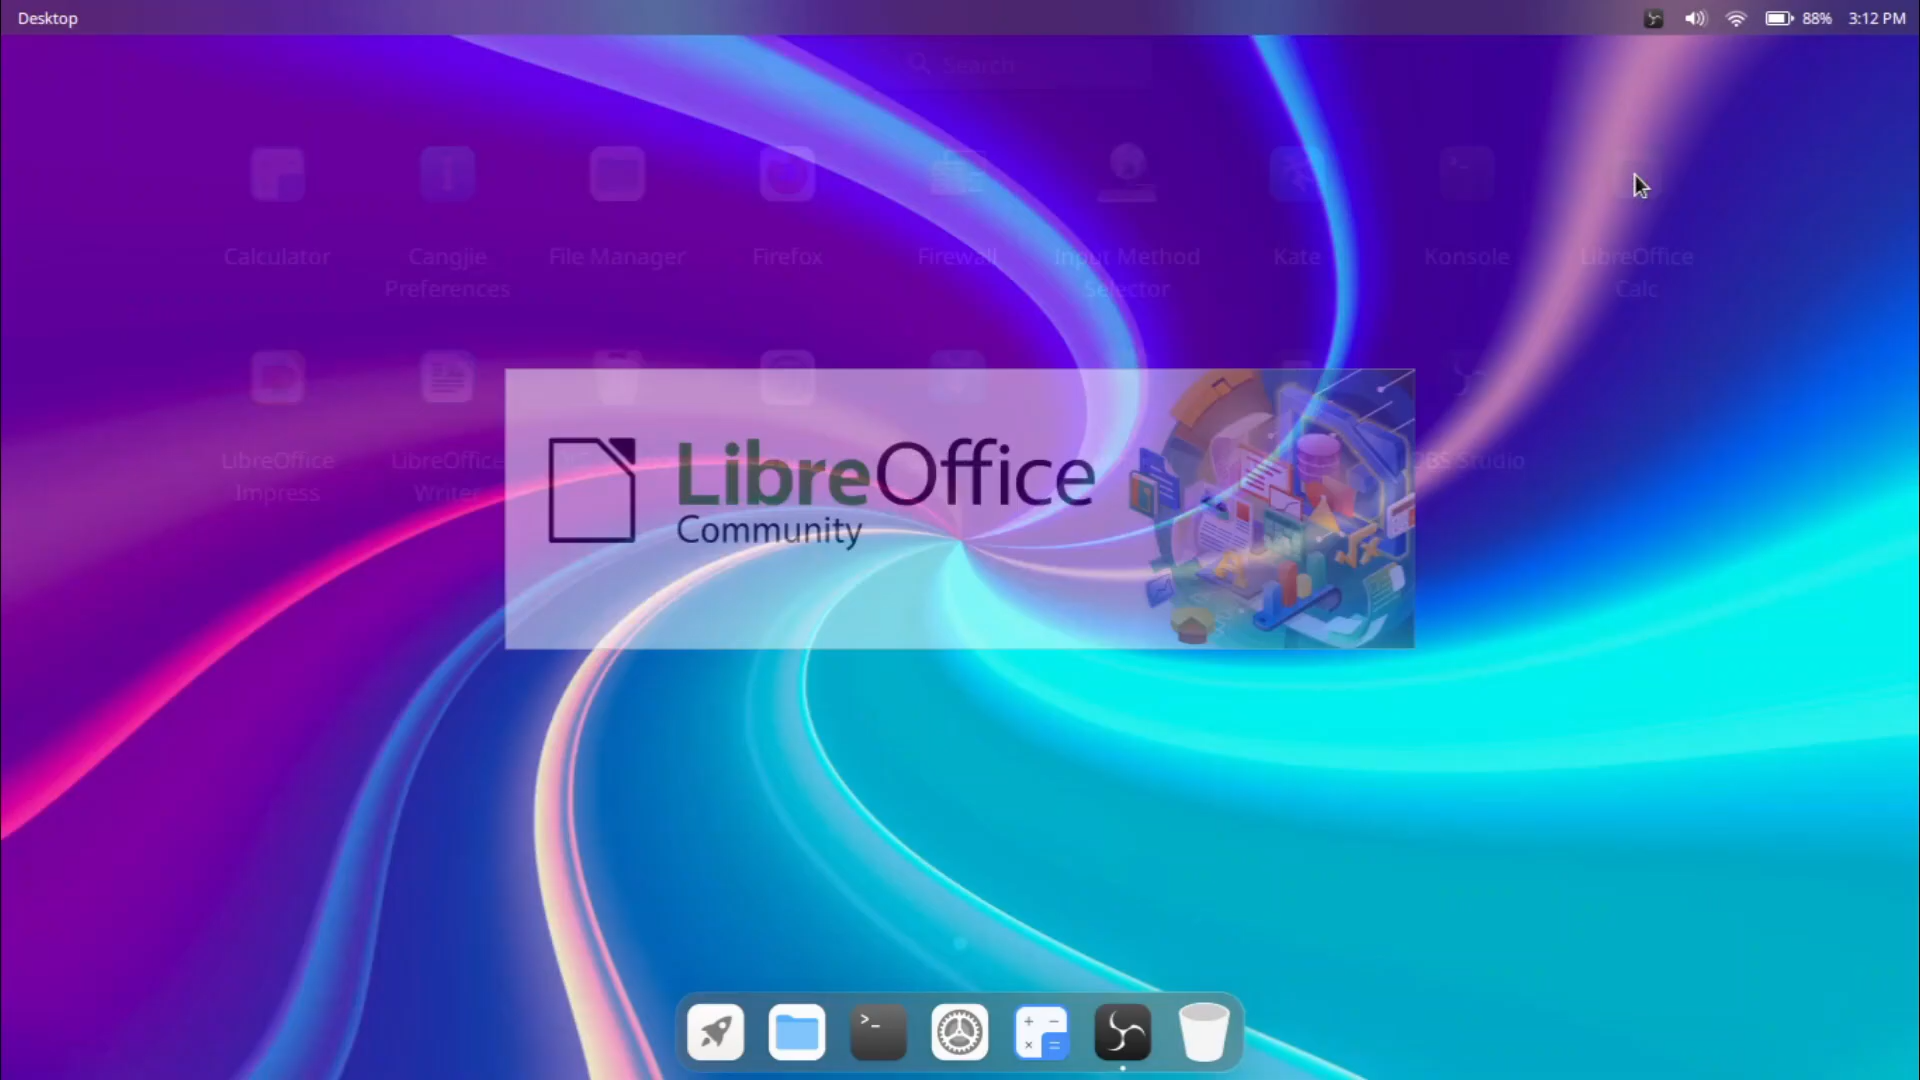 Desktop
88% 3:12 PM
Search
Calculator
Cangjie
Preferences
File Manager
Firefox
Firewall
Input Method
Selector
Kate
Konsole
LibreOffice
Calc
LibreOffice
Impress
LibreOffice
Writer
OBS Studio
LibreOffice
Community